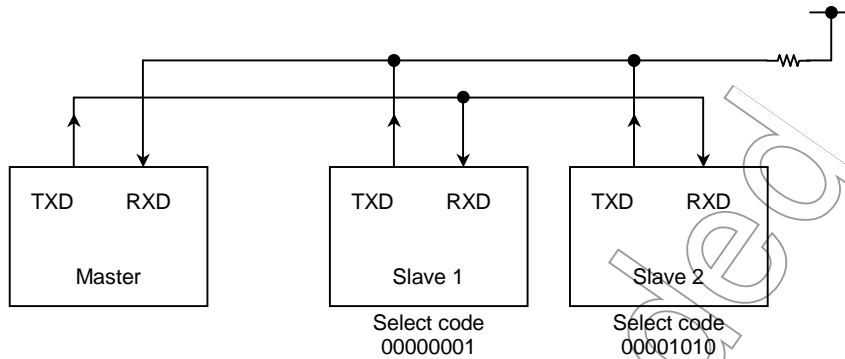 TXD RXD TXD RXD TXD RXD
Master Slave 1 Slave 2
Select code Select code
00000001 00001010